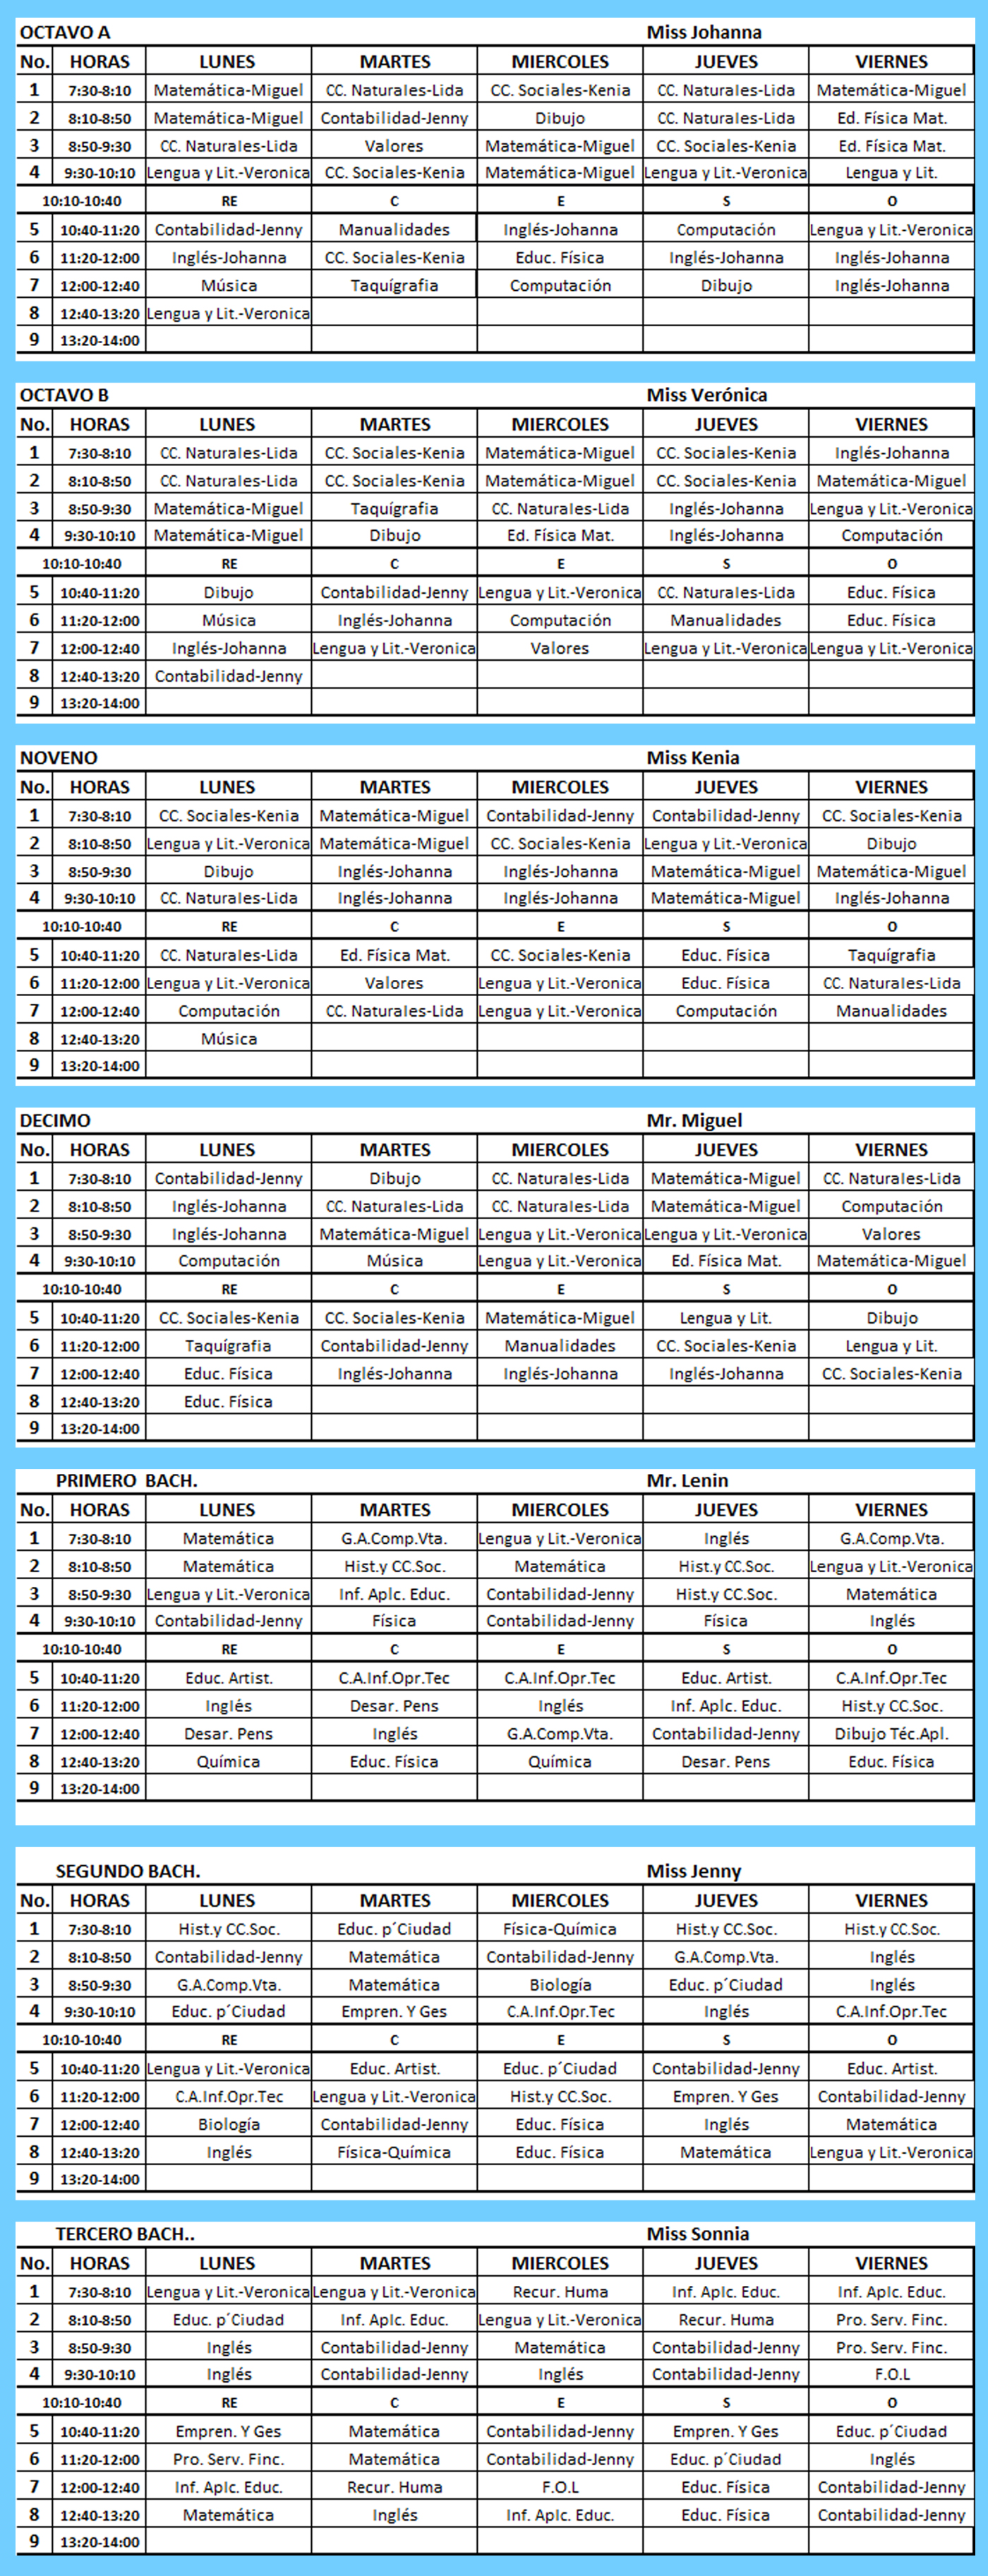 OCTAVO A Miss Johanna
No. HORAS LUNES MARTES MIERCOLES JUEVES VIERNES
1 7:30-8:10 Matemática-Miguel CC. Naturales-Lida CC. Sociales-Kenia CC. Naturales-Lida Matemática-Miguel
2 8:10-8:50 Matemática-Miguel Contabilidad-Jenny Dibujo CC. Naturales-Lida Ed. Física Mat.
3 8:50-9:30 CC. Naturales-Lida Valores Matemática-Miguel CC. Sociales-Kenia Ed. Física Mat.
4 9:30-10:10 Lengua y Lit.-Veronica CC. Sociales-Kenia Matemática-Miguel Lengua y Lit.-Veronica Lengua y Lit.
10:10-10:40 RE C E S O
5 10:40-11:20 Contabilidad-Jenny Manualidades Inglés-Johanna Computación Lengua y Lit.-Veronica
6 11:20-12:00 Inglés-Johanna CC. Sociales-Kenia Educ. Física Inglés-Johanna Inglés-Johanna
7 12:00-12:40 Música Taquígrafia Computación Dibujo Inglés-Johanna
8 12:40-13:20 Lengua y Lit.-Veronica
9 13:20-14:00
OCTAVO B Miss Verónica
No. HORAS LUNES MARTES MIERCOLES JUEVES VIERNES
1 7:30-8:10 CC. Naturales-Lida CC. Sociales-Kenia Matemática-Miguel CC. Sociales-Kenia Inglés-Johanna
2 8:10-8:50 CC. Naturales-Lida CC. Sociales-Kenia Matemática-Miguel CC. Sociales-Kenia Matemática-Miguel
3 8:50-9:30 Matemática-Miguel Taquígrafia CC. Naturales-Lida Inglés-Johanna Lengua y Lit.-Veronica
4 9:30-10:10 Matemática-Miguel Dibujo Ed. Física Mat. Inglés-Johanna Computación
10:10-10:40 RE C E S O
5 10:40-11:20 Dibujo Contabilidad-Jenny Lengua y Lit.-Veronica CC. Naturales-Lida Educ. Física
6 11:20-12:00 Música Inglés-Johanna Computación Manualidades Educ. Física
7 12:00-12:40 Inglés-Johanna Lengua y Lit.-Veronica Valores Lengua y Lit.-Veronica Lengua y Lit.-Veronica
8 12:40-13:20 Contabilidad-Jenny
9 13:20-14:00
NOVENO Miss Kenia
No. HORAS LUNES MARTES MIERCOLES JUEVES VIERNES
1 7:30-8:10 CC. Sociales-Kenia Matemática-Miguel Contabilidad-Jenny Contabilidad-Jenny CC. Sociales-Kenia
2 8:10-8:50 Lengua y Lit.-Veronica Matemática-Miguel CC. Sociales-Kenia Lengua y Lit.-Veronica Dibujo
3 8:50-9:30 Dibujo Inglés-Johanna Inglés-Johanna Matemática-Miguel Matemática-Miguel
4 9:30-10:10 CC. Naturales-Lida Inglés-Johanna Inglés-Johanna Matemática-Miguel Inglés-Johanna
10:10-10:40 RE C E S O
5 10:40-11:20 CC. Naturales-Lida Ed. Física Mat. CC. Sociales-Kenia Educ. Física Taquígrafia
6 11:20-12:00 Lengua y Lit.-Veronica Valores Lengua y Lit.-Veronica Educ. Física CC. Naturales-Lida
7 12:00-12:40 Computación CC. Naturales-Lida Lengua y Lit.-Veronica Computación Manualidades
8 12:40-13:20 Música
9 13:20-14:00
DECIMO Mr. Miguel
No. HORAS LUNES MARTES MIERCOLES JUEVES VIERNES
1 7:30-8:10 Contabilidad-Jenny Dibujo CC. Naturales-Lida Matemática-Miguel CC. Naturales-Lida
2 8:10-8:50 Inglés-Johanna CC. Naturales-Lida CC. Naturales-Lida Matemática-Miguel Computación
3 8:50-9:30 Inglés-Johanna Matemática-Miguel Lengua y Lit.-Veronica Lengua y Lit.-Veronica Valores
4 9:30-10:10 Computación Música Lengua y Lit.-Veronica Ed. Física Mat. Matemática-Miguel
10:10-10:40 RE C E S O
5 10:40-11:20 CC. Sociales-Kenia CC. Sociales-Kenia Matemática-Miguel Lengua y Lit. Dibujo
6 11:20-12:00 Taquígrafia Contabilidad-Jenny Manualidades CC. Sociales-Kenia Lengua y Lit.
7 12:00-12:40 Educ. Física Inglés-Johanna Inglés-Johanna Inglés-Johanna CC. Sociales-Kenia
8 12:40-13:20 Educ. Física
9 13:20-14:00
PRIMERO BACH. Mr. Lenin
No. HORAS LUNES MARTES MIERCOLES JUEVES VIERNES
1 7:30-8:10 Matemática G.A.Comp.Vta. Lengua y Lit.-Veronica Inglés G.A.Comp.Vta.
2 8:10-8:50 Matemática Hist.y CC.Soc. Matemática Hist.y CC.Soc. Lengua y Lit.-Veronica
3 8:50-9:30 Lengua y Lit.-Veronica Inf. Aplc. Educ. Contabilidad-Jenny Hist.y CC.Soc. Matemática
4 9:30-10:10 Contabilidad-Jenny Física Contabilidad-Jenny Física Inglés
10:10-10:40 RE C E S O
5 10:40-11:20 Educ. Artist. C.A.Inf.Opr.Tec C.A.Inf.Opr.Tec Educ. Artist. C.A.Inf.Opr.Tec
6 11:20-12:00 Inglés Desar. Pens Inglés Inf. Aplc. Educ. Hist.y CC.Soc.
7 12:00-12:40 Desar. Pens Inglés G.A.Comp.Vta. Contabilidad-Jenny Dibujo Téc.Apl.
8 12:40-13:20 Química Educ. Física Química Desar. Pens Educ. Física
9 13:20-14:00
SEGUNDO BACH. Miss Jenny
No. HORAS LUNES MARTES MIERCOLES JUEVES VIERNES
1 7:30-8:10 Hist.y CC.Soc. Educ. p´Ciudad Física-Química Hist.y CC.Soc. Hist.y CC.Soc.
2 8:10-8:50 Contabilidad-Jenny Matemática Contabilidad-Jenny G.A.Comp.Vta. Inglés
3 8:50-9:30 G.A.Comp.Vta. Matemática Biología Educ. p´Ciudad Inglés
4 9:30-10:10 Educ. p´Ciudad Empren. Y Ges C.A.Inf.Opr.Tec Inglés C.A.Inf.Opr.Tec
10:10-10:40 RE C E S O
5 10:40-11:20 Lengua y Lit.-Veronica Educ. Artist. Educ. p´Ciudad Contabilidad-Jenny Educ. Artist.
6 11:20-12:00 C.A.Inf.Opr.Tec Lengua y Lit.-Veronica Hist.y CC.Soc. Empren. Y Ges Contabilidad-Jenny
7 12:00-12:40 Biología Contabilidad-Jenny Educ. Física Inglés Matemática
8 12:40-13:20 Inglés Física-Química Educ. Física Matemática Lengua y Lit.-Veronica
9 13:20-14:00
TERCERO BACH.. Miss Sonnia
No. HORAS LUNES MARTES MIERCOLES JUEVES VIERNES
1 7:30-8:10 Lengua y Lit.-Veronica Lengua y Lit.-Veronica Recur. Huma Inf. Aplc. Educ. Inf. Aplc. Educ.
2 8:10-8:50 Educ. p´Ciudad Inf. Aplc. Educ. Lengua y Lit.-Veronica Recur. Huma Pro. Serv. Finc.
3 8:50-9:30 Inglés Contabilidad-Jenny Matemática Contabilidad-Jenny Pro. Serv. Finc.
4 9:30-10:10 Inglés Contabilidad-Jenny Inglés Contabilidad-Jenny F.O.L
10:10-10:40 RE C E S O
5 10:40-11:20 Empren. Y Ges Matemática Contabilidad-Jenny Empren. Y Ges Educ. p´Ciudad
6 11:20-12:00 Pro. Serv. Finc. Matemática Contabilidad-Jenny Educ. p´Ciudad Inglés
7 12:00-12:40 Inf. Aplc. Educ. Recur. Huma F.O.L Educ. Física Contabilidad-Jenny
8 12:40-13:20 Matemática Inglés Inf. Aplc. Educ. Educ. Física Contabilidad-Jenny
9 13:20-14:00